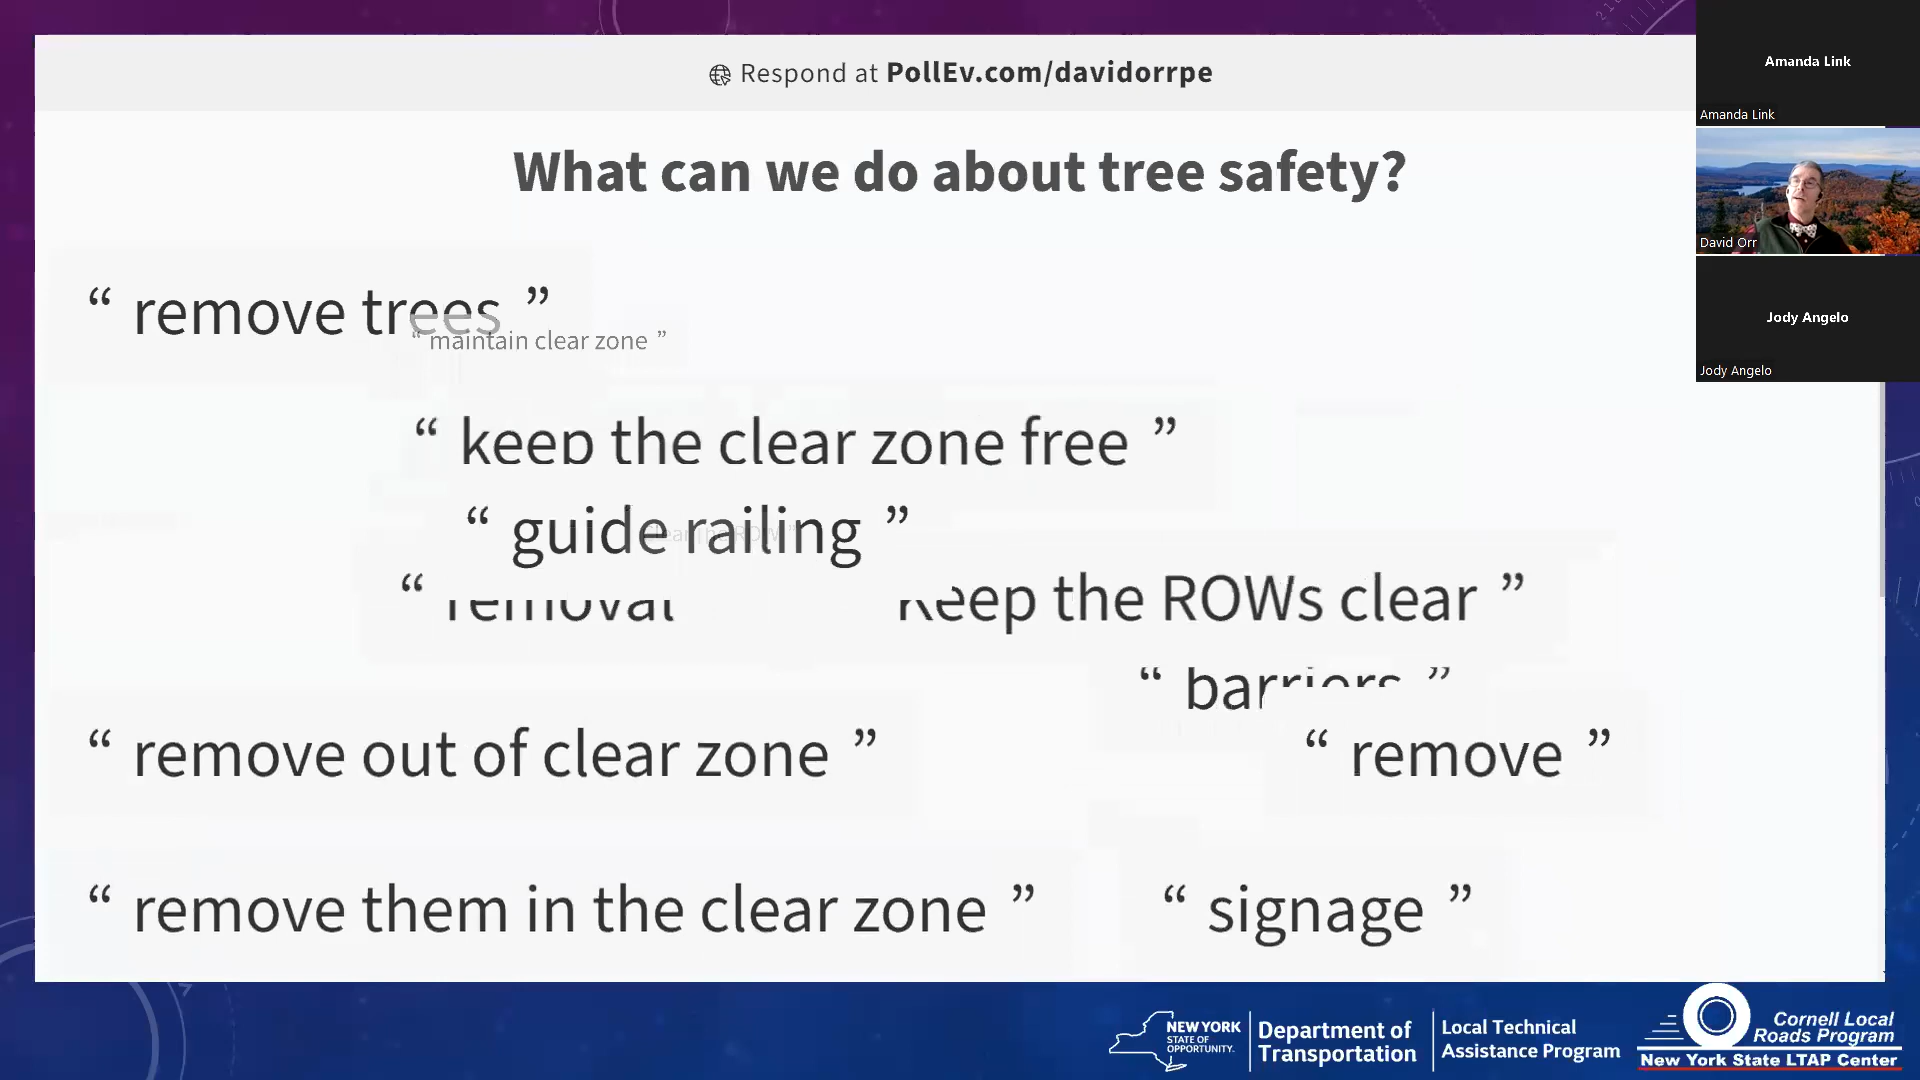 Respond at PollEv.com/davidorrpe
What can we do about tree safety?
“ remove trees ”
“ maintain clear zone ”
“ keep the clear zone free ”
“ guide railing ”
“ removal
Keep the ROWs clear ”
“ barriers ”
“ remove out of clear zone ”
“ remove ”
“ remove them in the clear zone ”
“ signage ”
Amanda Link
Amanda Link
David Orr
Jody Angelo
Jody Angelo
NEW YORK
STATE OF
OPPORTUNITY.
Department of
Transportation
Local Technical
Assistance Program
Cornell Local
Roads Program
New York State LTAP Center